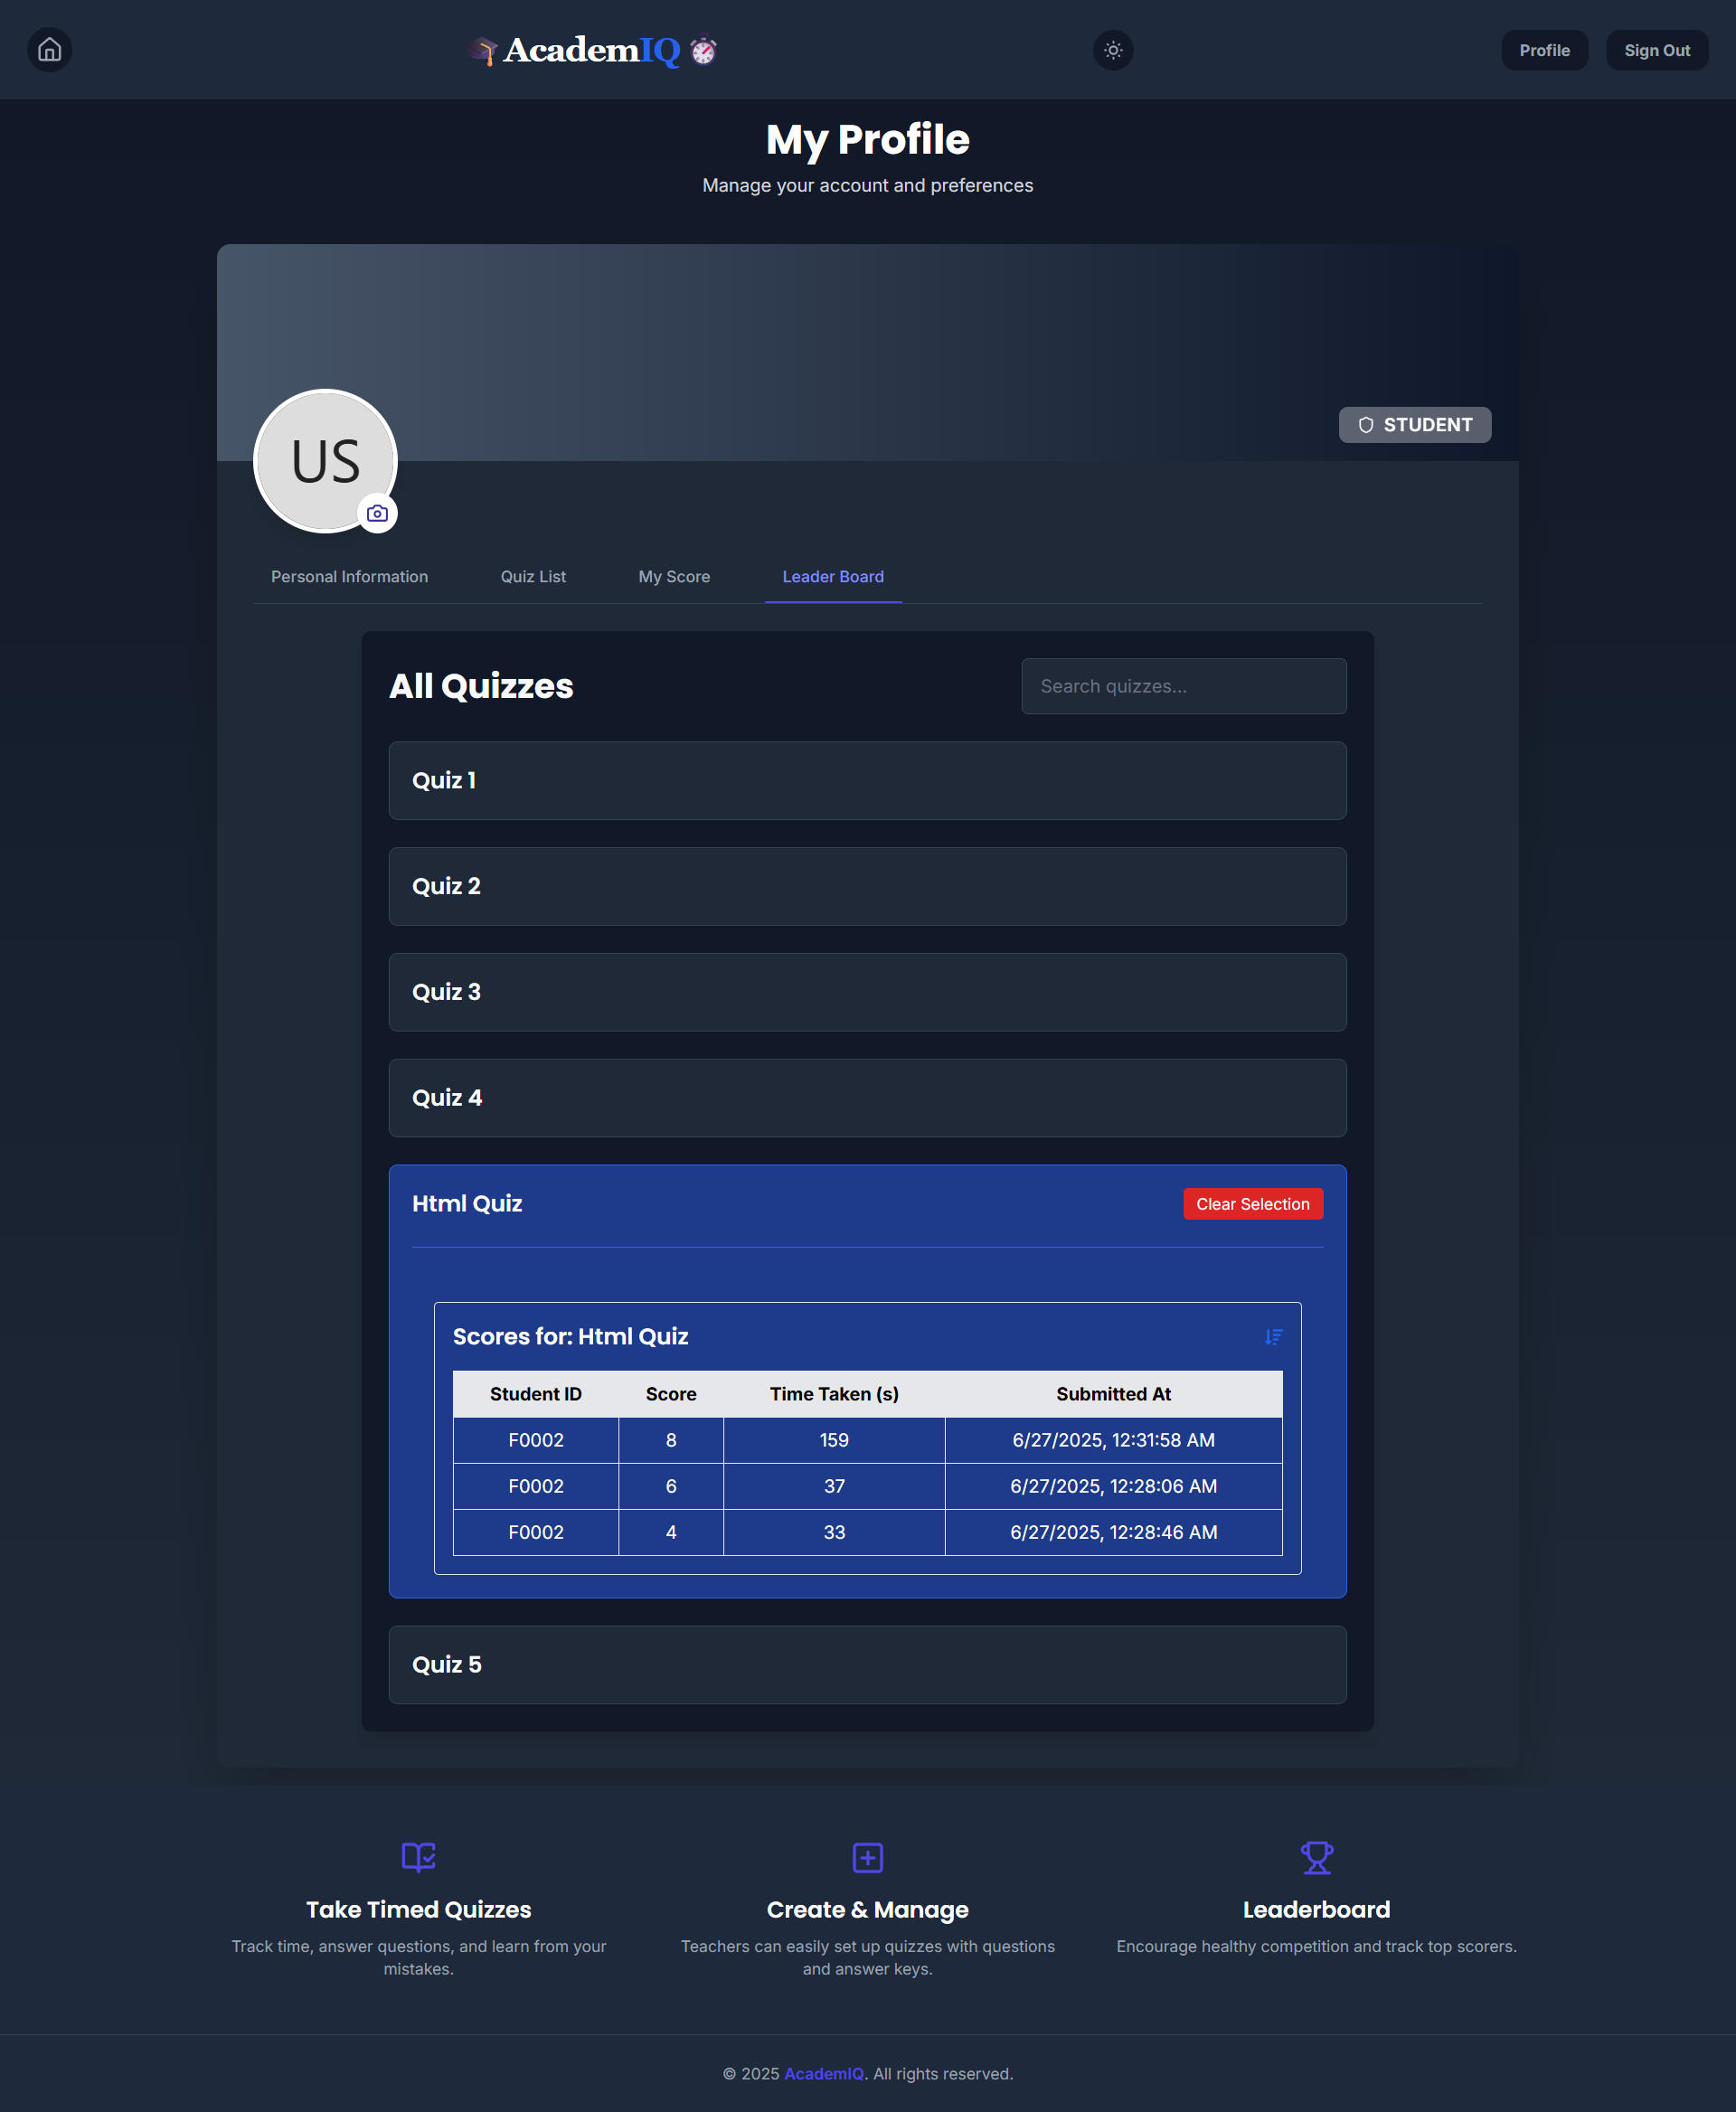 AcademIQ
Profile
Sign Out
My Profile
Manage your account and preferences
STUDENT
US
Personal Information
Quiz List
My Score
Leader Board
All Quizzes
Search quizzes...
Quiz 1
Quiz 2
Quiz 3
Quiz 4
Html Quiz
Clear Selection
Scores for: Html Quiz
Student ID Score Time Taken (s) Submitted At
F0002 8 159 6/27/2025, 12:31:58 AM
F0002 6 37 6/27/2025, 12:28:06 AM
F0002 4 33 6/27/2025, 12:28:46 AM
Quiz 5
Take Timed Quizzes
Track time, answer questions, and learn from your
mistakes.
Create & Manage
Teachers can easily set up quizzes with questions
and answer keys.
Leaderboard
Encourage healthy competition and track top scorers.
© 2025 AcademIQ. All rights reserved.